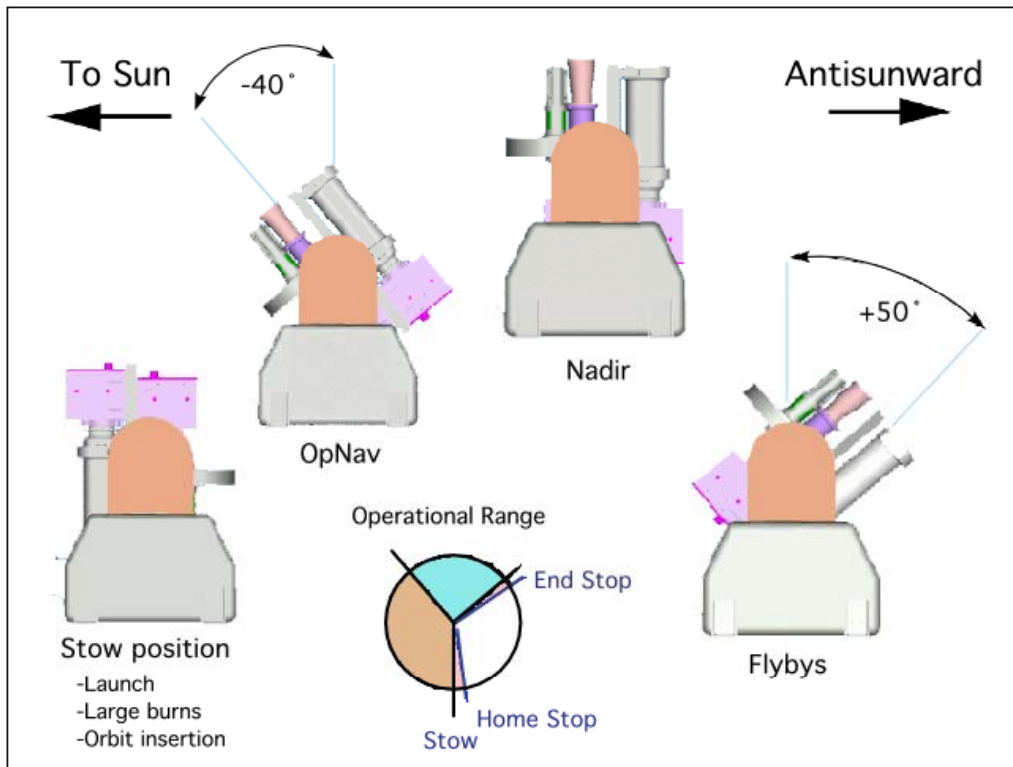 To Sun
-40˚
Antisunward
+50˚
Nadir
OpNav
Flybys
Stow position
-Launch
-Large burns
-Orbit insertion
Operational Range
End Stop
Home Stop
Stow